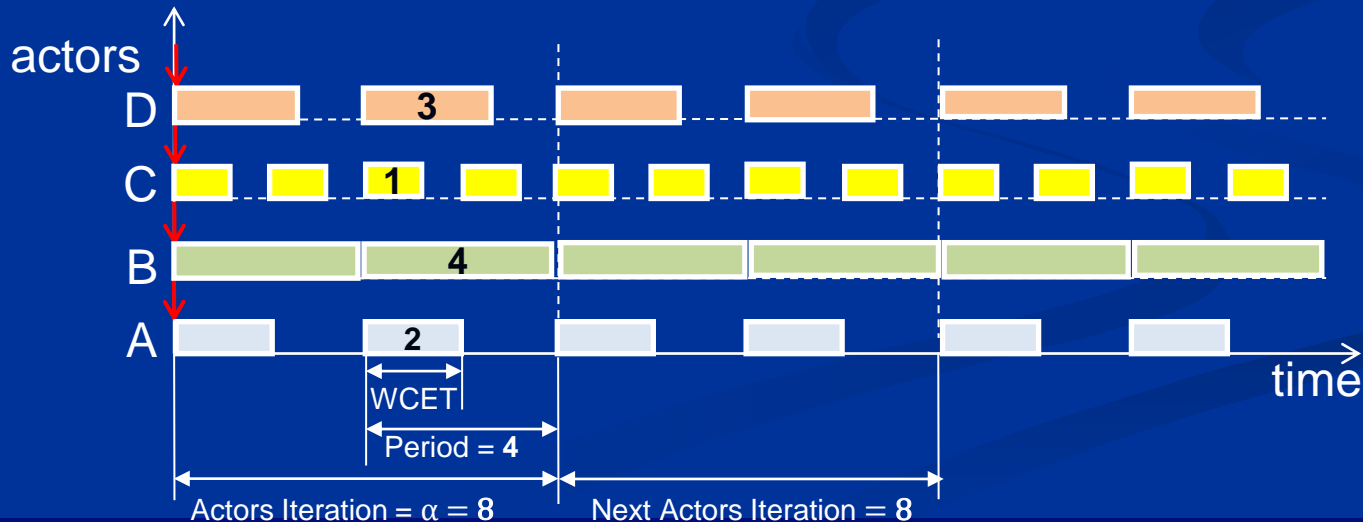 actors
D 3
C 1
B 4
A 2
time
WCET
Period = 4
Actors Iteration = α = 8 Next Actors Iteration = 8